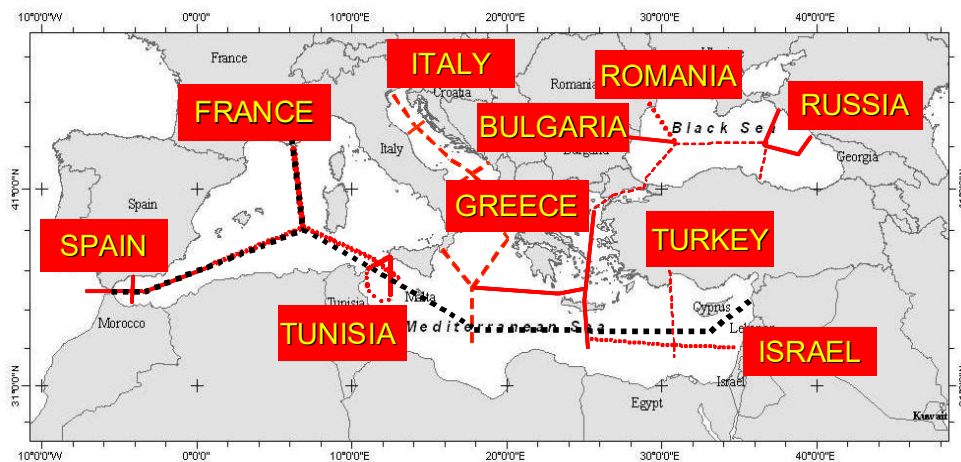 10°0'0"W 0°0'0"E 10°0'0"E 20°0'0"E 30°0'0"E 40°0'0"E
France
ITALY
ROMANIA
Romania
Croatia
FRANCE
RUSSIA
BULGARIA
Black Sea
Italy
Georgia
41°0'0"N
Spain
GREECE
SPAIN
TURKEY
Tunisia
Malta
Cyprus
Morocco
TUNISIA
Mediterranean Sea
ISRAEL
31°0'0"N
Israel
Egypt
Kuwait
10°0'0"W 0°0'0"E 10°0'0"E 20°0'0"E 30°0'0"E 40°0'0"E